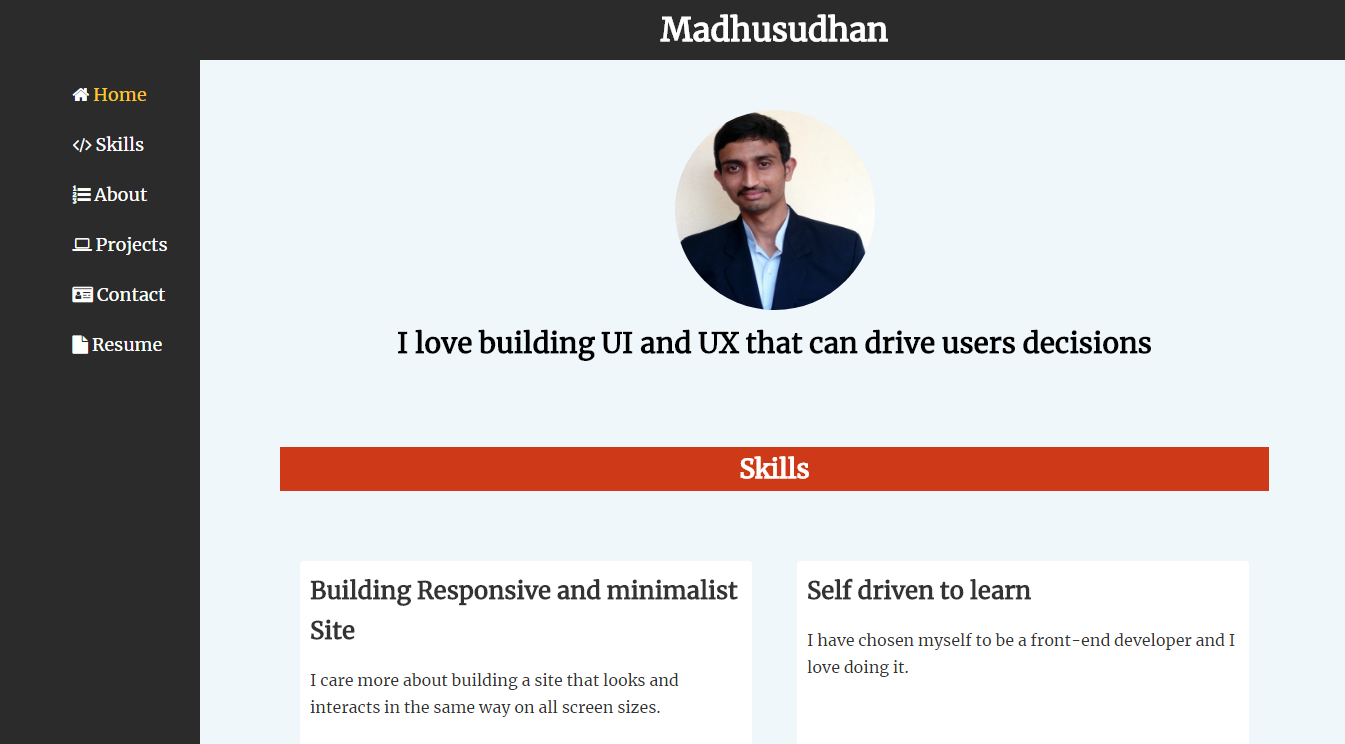 Madhusudhan
Home
Skills
About
Projects
Contact
Resume
I love building UI and UX that can drive users decisions
Skills
Building Responsive and minimalist
Site
I care more about building a site that looks and
interacts in the same way on all screen sizes.
Self driven to learn
I have chosen myself to be a front-end developer and I
love doing it.